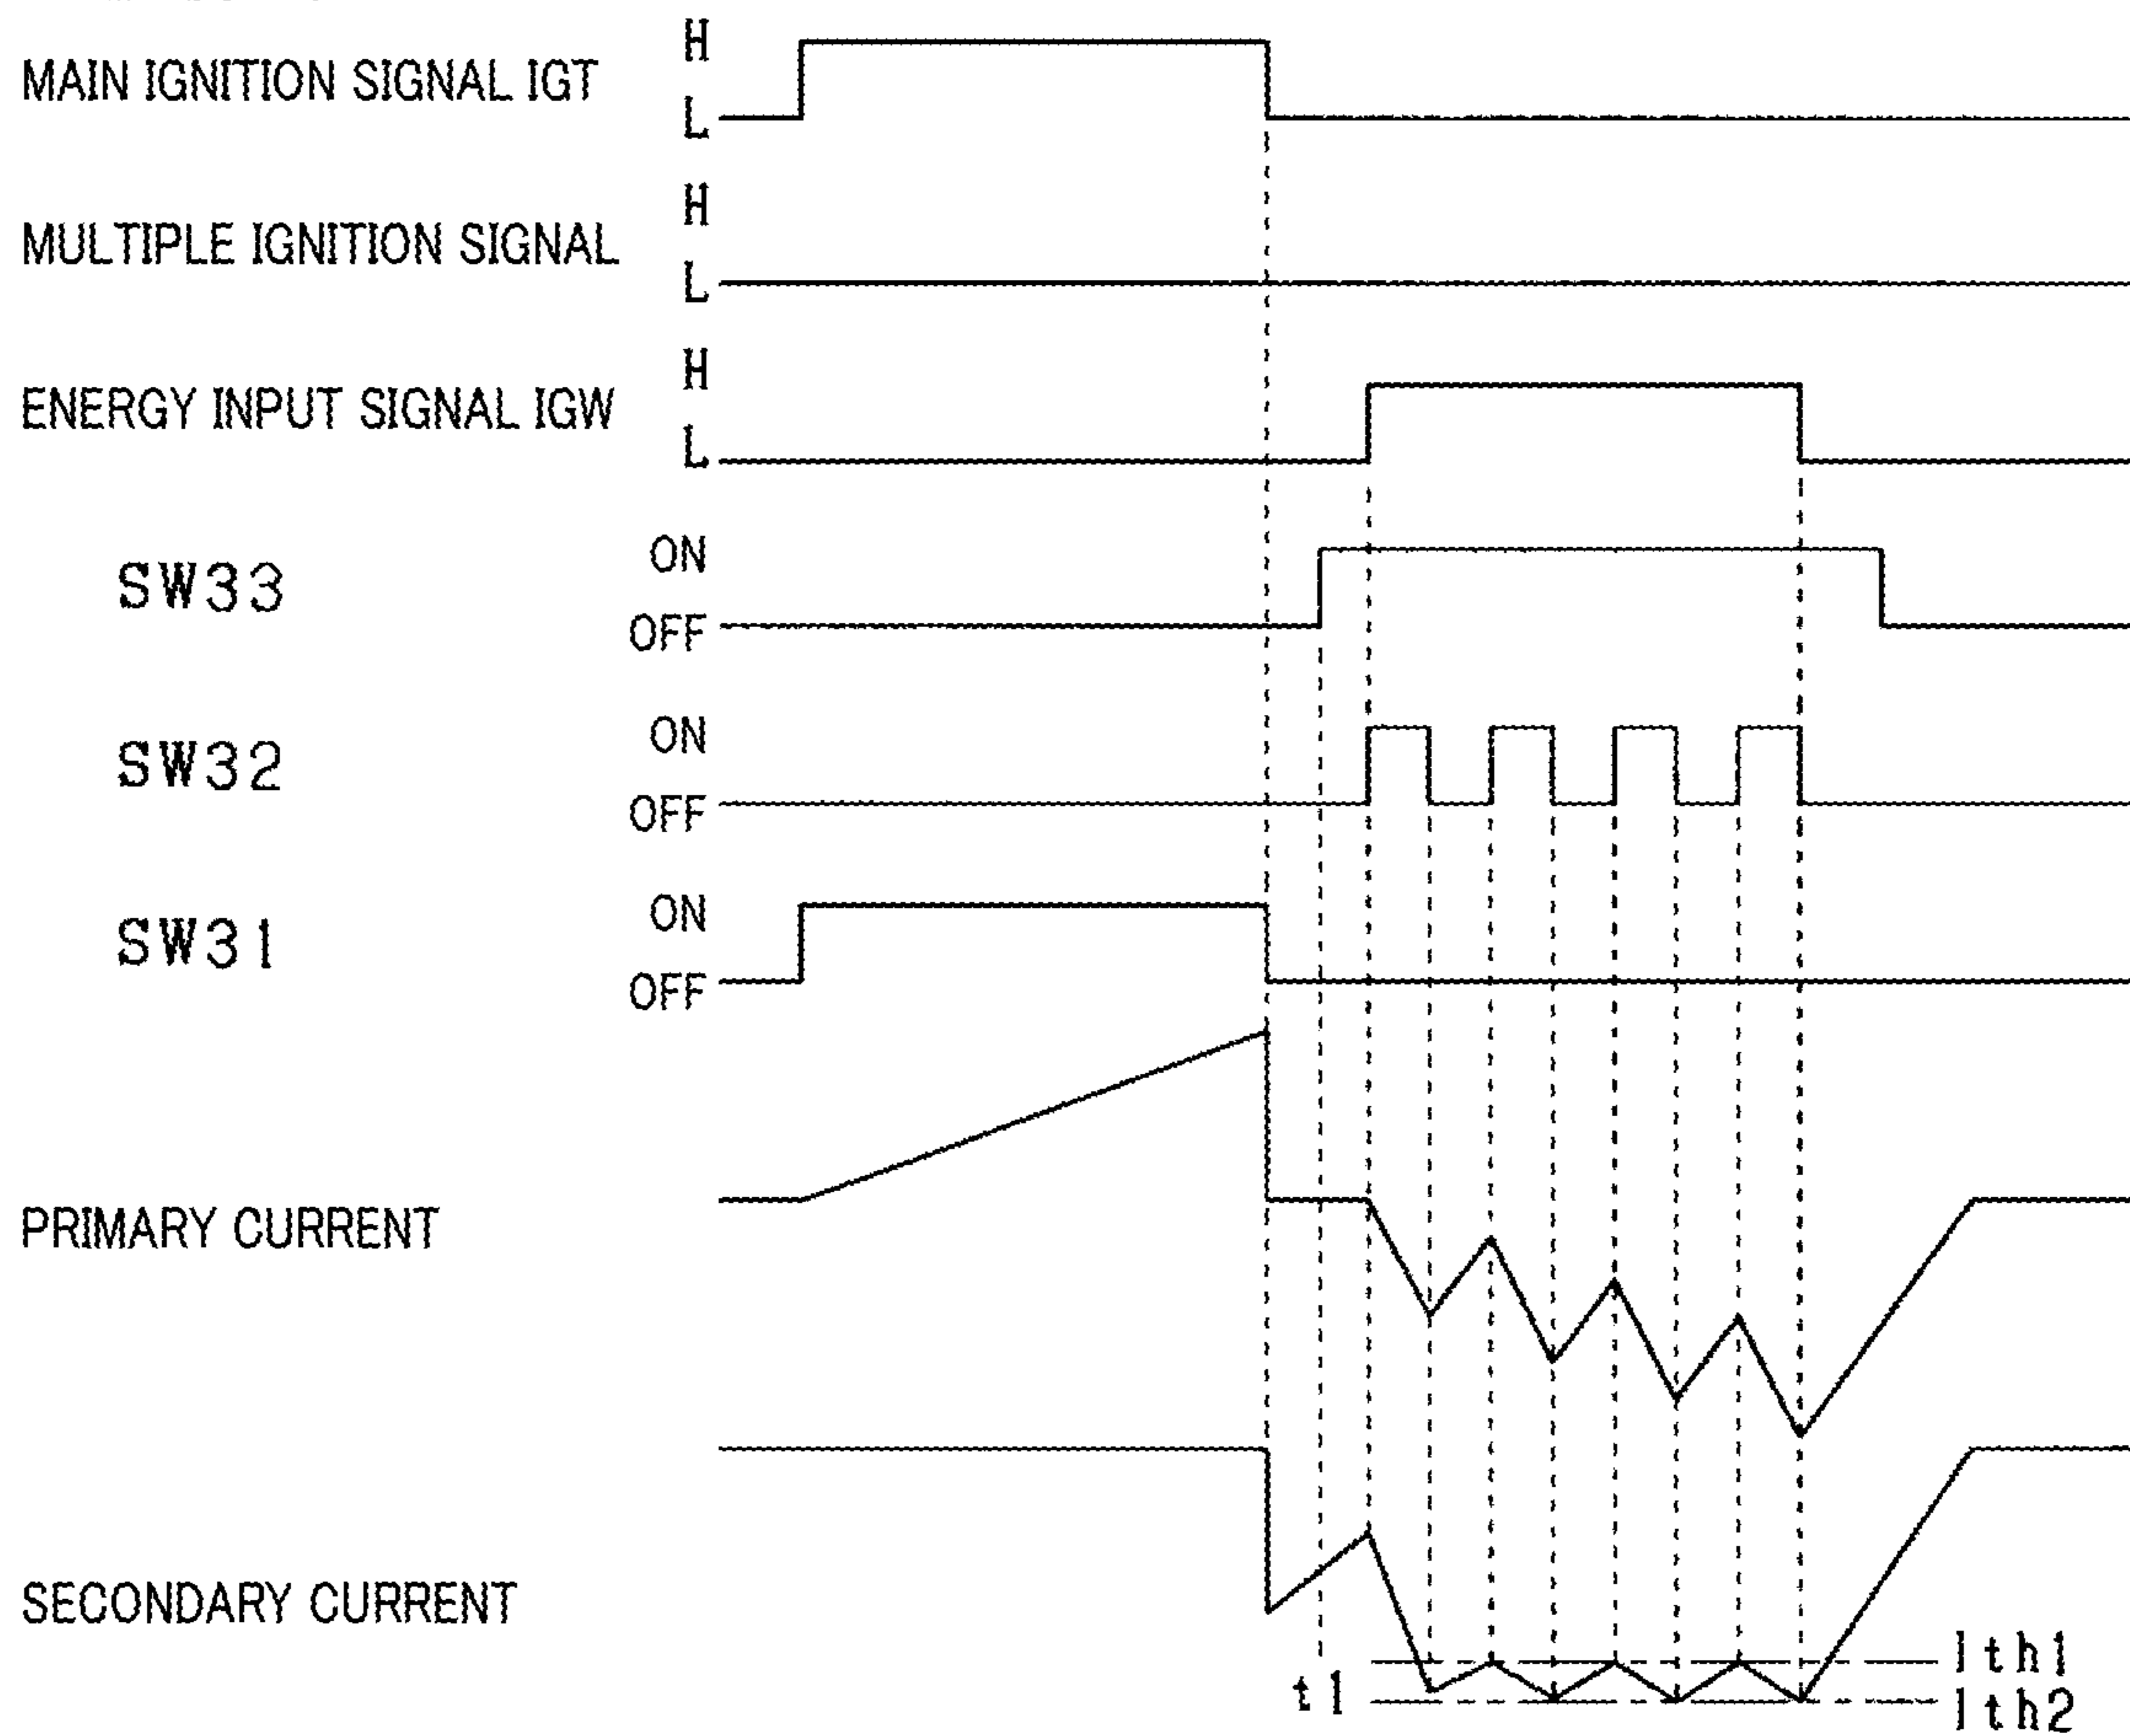 MAIN IGNITION SIGNAL IGT
H
L
MULTIPLE IGNITION SIGNAL
H
L
ENERGY INPUT SIGNAL IGW
H
L
SW33
ON
OFF
SW32
ON
OFF
SW31
ON
OFF
PRIMARY CURRENT
SECONDARY CURRENT
t1
Ith1
Ith2